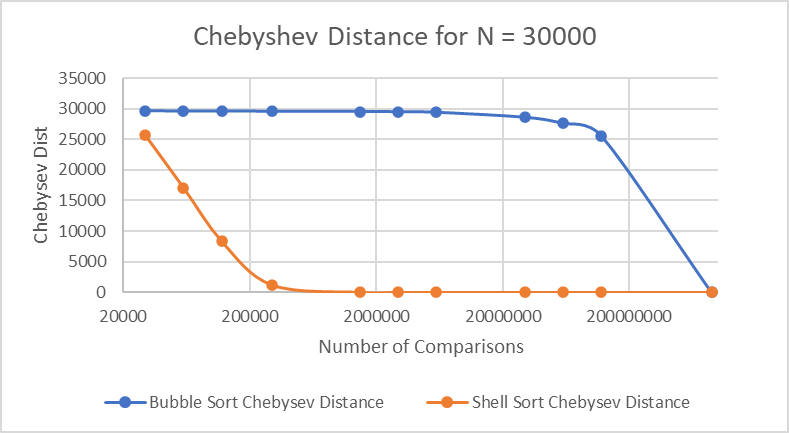 Chebyshev Distance for N = 30000
35000
30000
25000
20000
15000
10000
5000
0
Chebysev Dist
20000 200000 2000000 20000000 200000000
Number of Comparisons
Bubble Sort Chebysev Distance Shell Sort Chebysev Distance